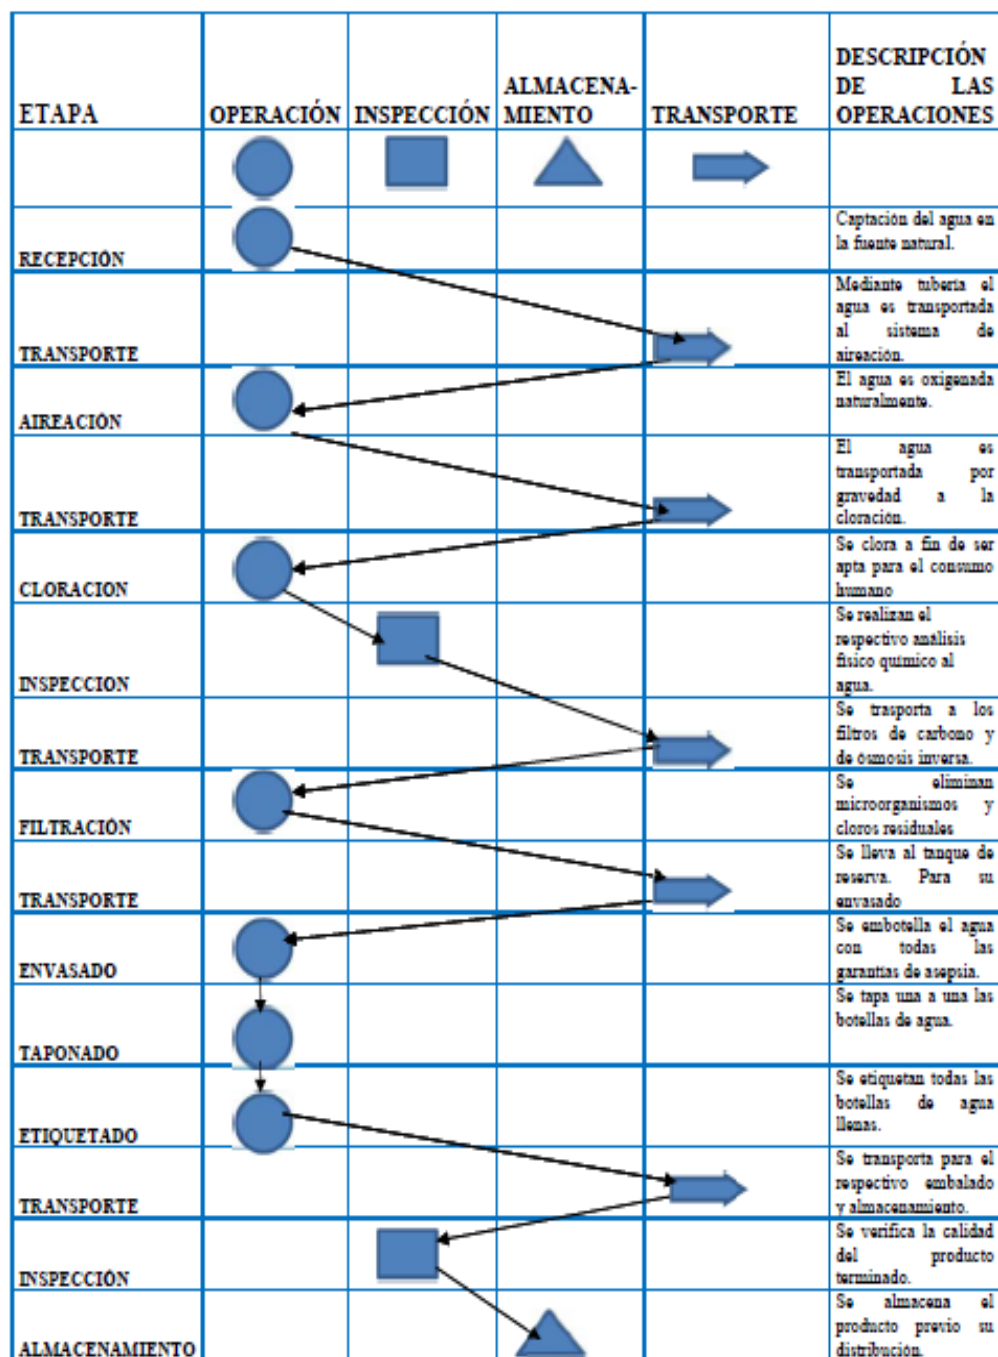 ETAPA
OPERACIÓN
INSPECCIÓN
ALMACENA-
MIENTO
TRANSPORTE
DESCRIPCIÓN
DE LAS
OPERACIONES
RECEPCIÓN
Captación del agua en
la fuente natural.
TRANSPORTE
Mediante tubería el
agua es transportada
al sistema de
aireación.
AIREACIÓN
El agua es oxigenada
naturalmente.
TRANSPORTE
El agua es
transportada por
gravedad a la
cloración.
CLORACION
Se clora a fin de ser
apta para el consumo
humano
INSPECCION
Se realizan el
respectivo análisis
físico químico al
agua.
TRANSPORTE
Se trasporta a los
filtros de carbono y
de ósmosis inversa.
FILTRACIÓN
Se eliminan
microorganismos y
cloros residuales
TRANSPORTE
Se lleva al tanque de
reserva. Para su
envasado
ENVASADO
Se embotella el agua
con todas las
garantías de asepsia.
TAPONADO
Se tapa una a una las
botellas de agua.
ETIQUETADO
Se etiquetan todas las
botellas de agua
llenas.
TRANSPORTE
Se transporta para el
respectivo embalado
y almacenamiento.
INSPECCIÓN
Se verifica la calidad
del producto
terminado.
ALMACENAMIENTO
Se almacena el
producto previo su
distribución.